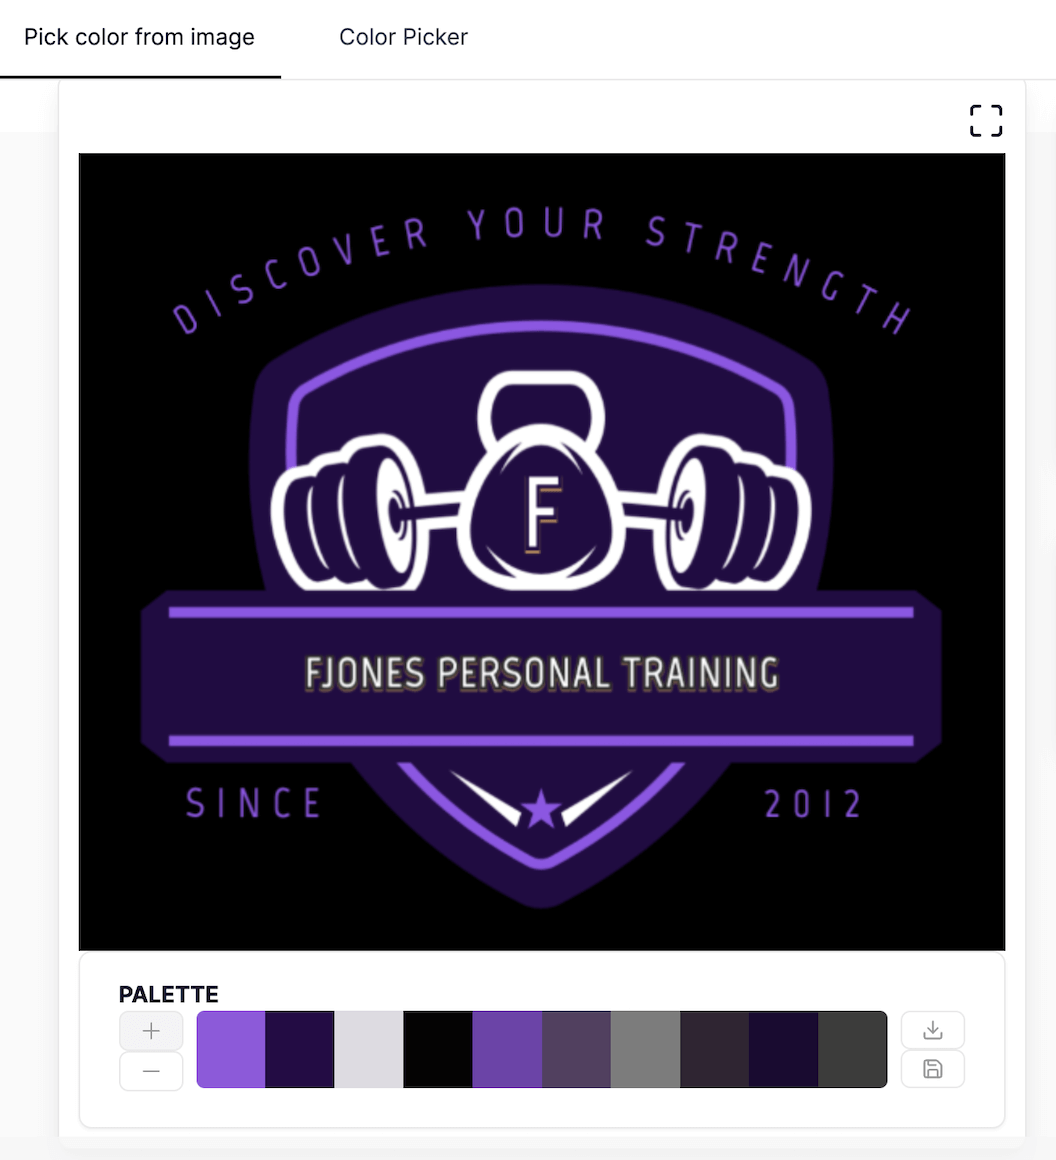 Pick color from image
Color Picker
DISCOVER YOUR STRENGTH
F
FJONES PERSONAL TRAINING
SINCE
2012
PALETTE